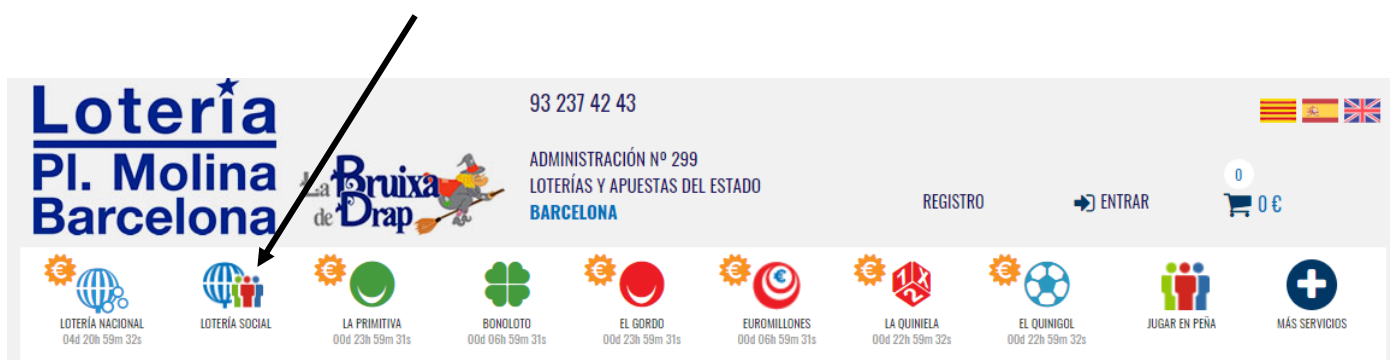 Lotería
Pl. Molina
Barcelona
La Bruixa
de Drap
93 237 42 43
ADMINISTRACIÓN Nº 299
LOTERÍAS Y APUESTAS DEL ESTADO
BARCELONA
REGISTRO
ENTRAR
0
0 €
LOTERÍA NACIONAL
04d 20h 59m 32s
LOTERÍA SOCIAL
€
LA PRIMITIVA
00d 23h 59m 31s
BONOLOTO
00d 06h 59m 31s
€
EL GORDO
00d 23h 59m 31s
€
€
EUROMILLONES
00d 06h 59m 31s
€
1X2
LA QUINIELA
00d 22h 59m 32s
€
EL QUINIGOL
00d 22h 59m 32s
JUGAR EN PEÑA
MÁS SERVICIOS